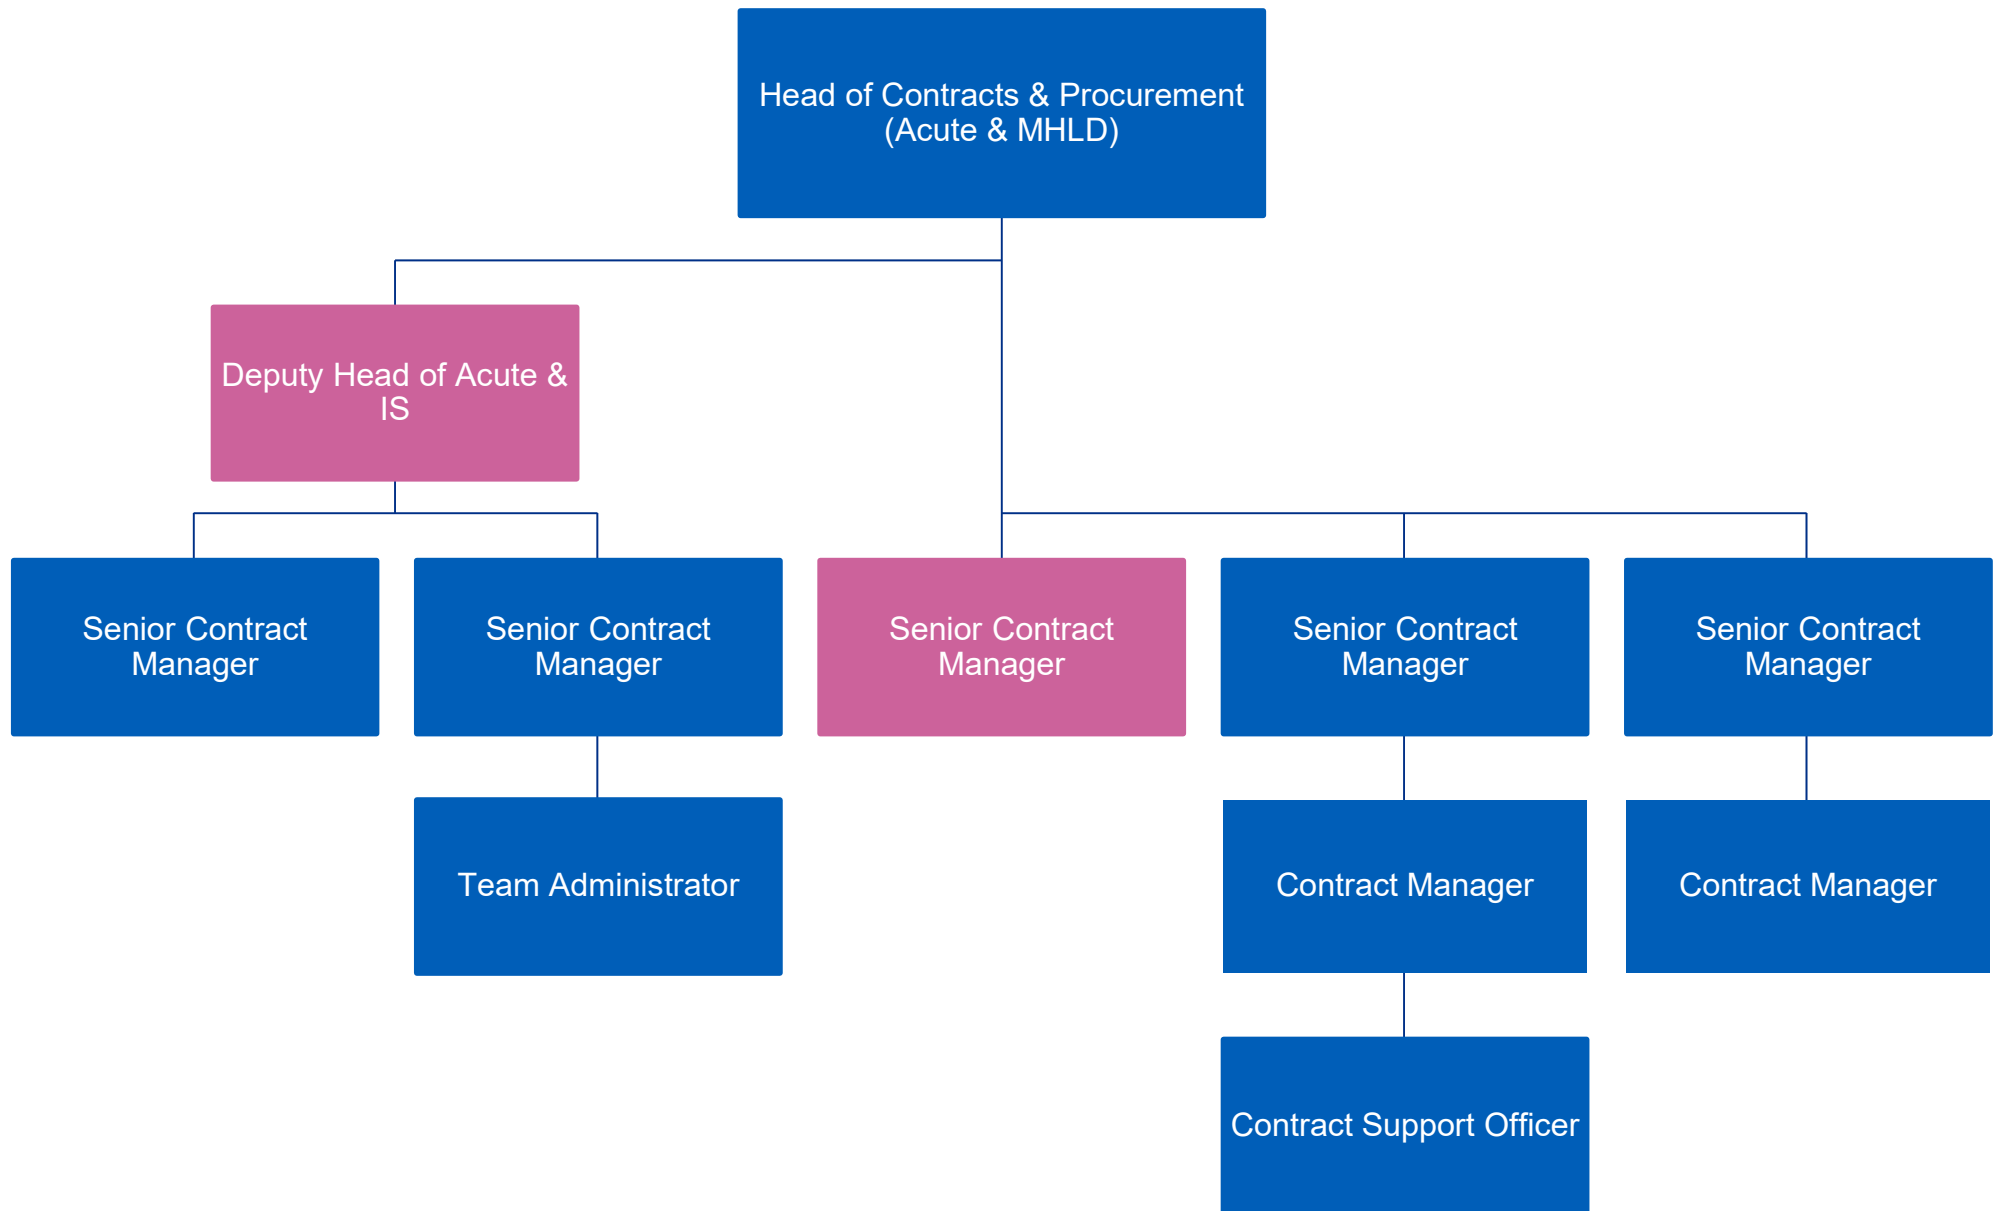 Head of Contracts & Procurement
(Acute & MHLD)
Deputy Head of Acute &
IS
Senior Contract
Manager
Senior Contract
Manager
Senior Contract
Manager
Senior Contract
Manager
Senior Contract
Manager
Team Administrator
Contract Manager
Contract Manager
Contract Support Officer